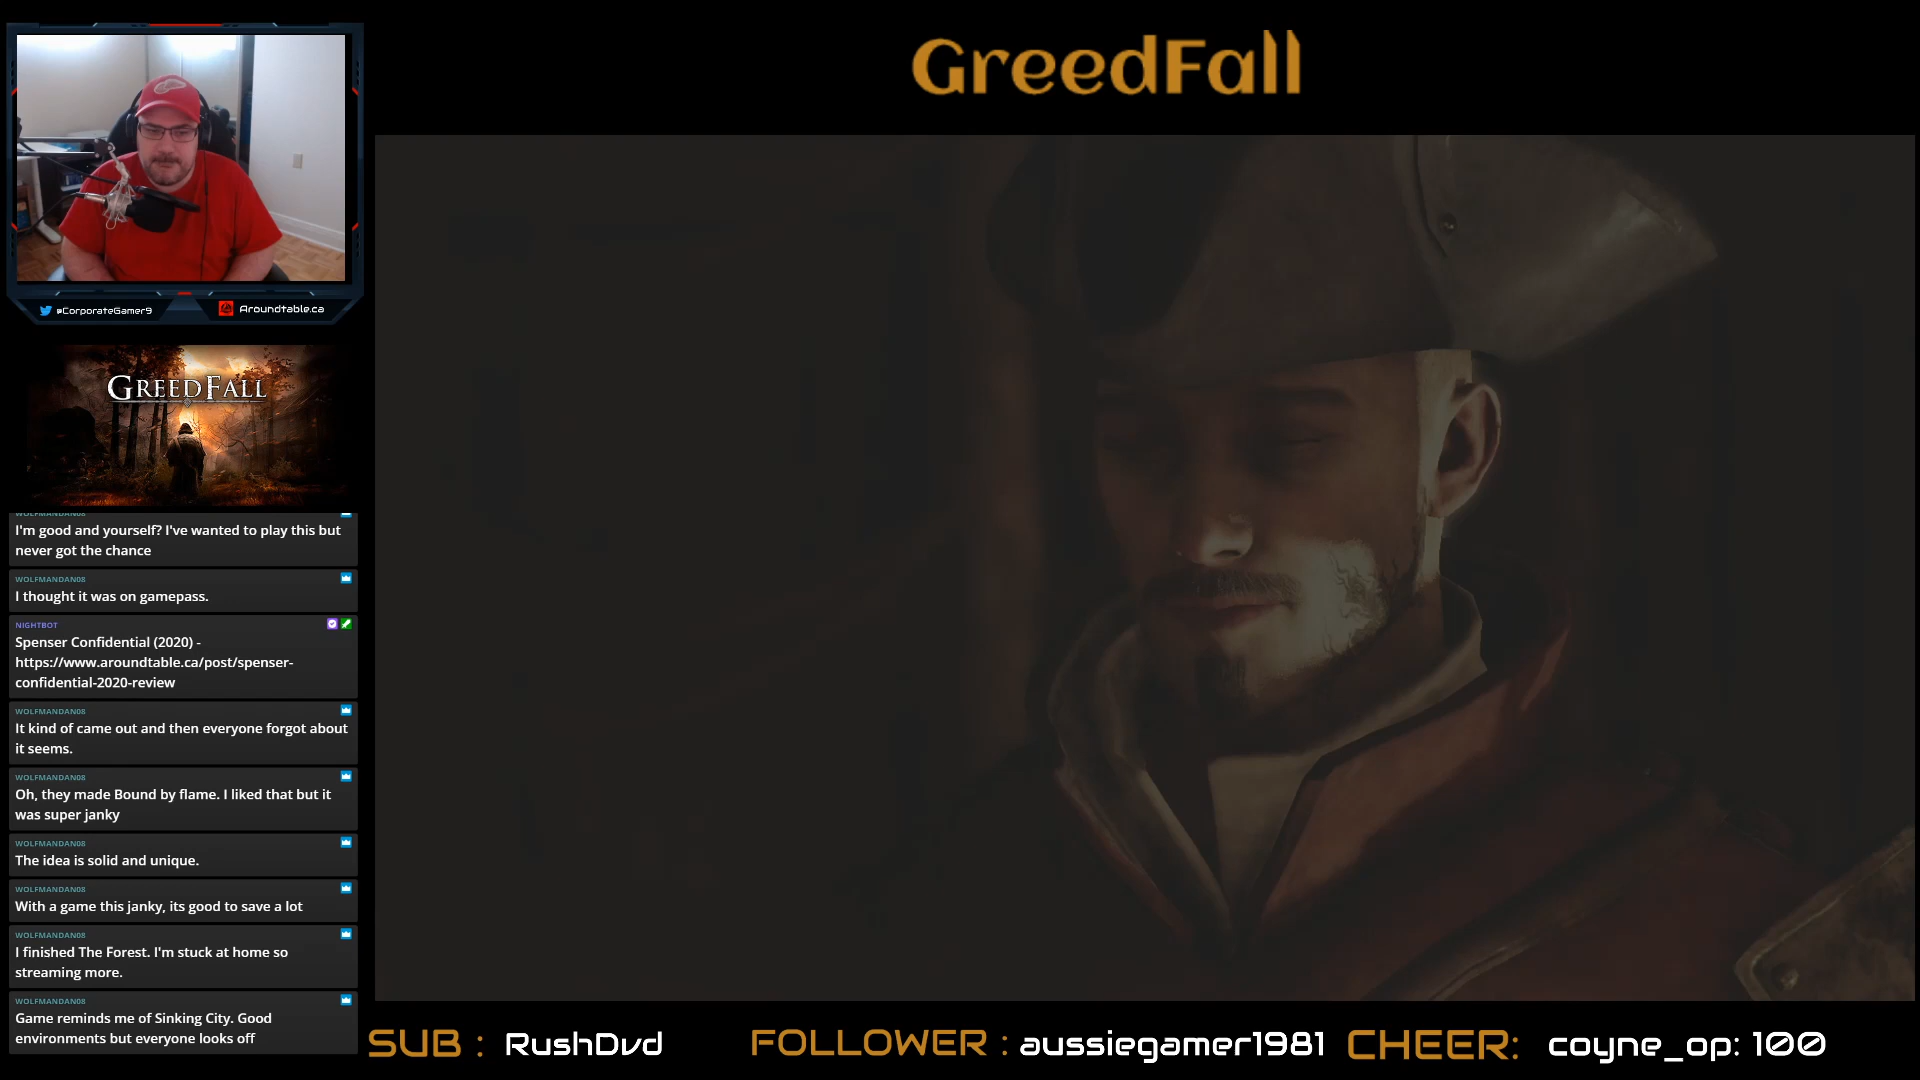 GreedFall
@CorporateGamer9
Aroundtable.ca
GREEDFALL
WOLFMANDAN08
I'm good and yourself? I've wanted to play this but
never got the chance
WOLFMANDAN08
I thought it was on gamepass.
NIGHTBOT
Spenser Confidential (2020) -
https://www.aroundtable.ca/post/spenser-
confidential-2020-review
WOLFMANDAN08
It kind of came out and then everyone forgot about
it seems.
WOLFMANDAN08
Oh, they made Bound by flame. I liked that but it
was super janky
WOLFMANDAN08
The idea is solid and unique.
WOLFMANDAN08
With a game this janky, its good to save a lot
WOLFMANDAN08
I finished The Forest. I'm stuck at home so
streaming more.
WOLFMANDAN08
Game reminds me of Sinking City. Good
environments but everyone looks off
SUB : RushDvd FOLLOWER : aussiegamer1981 CHEER: coyne_op: 100